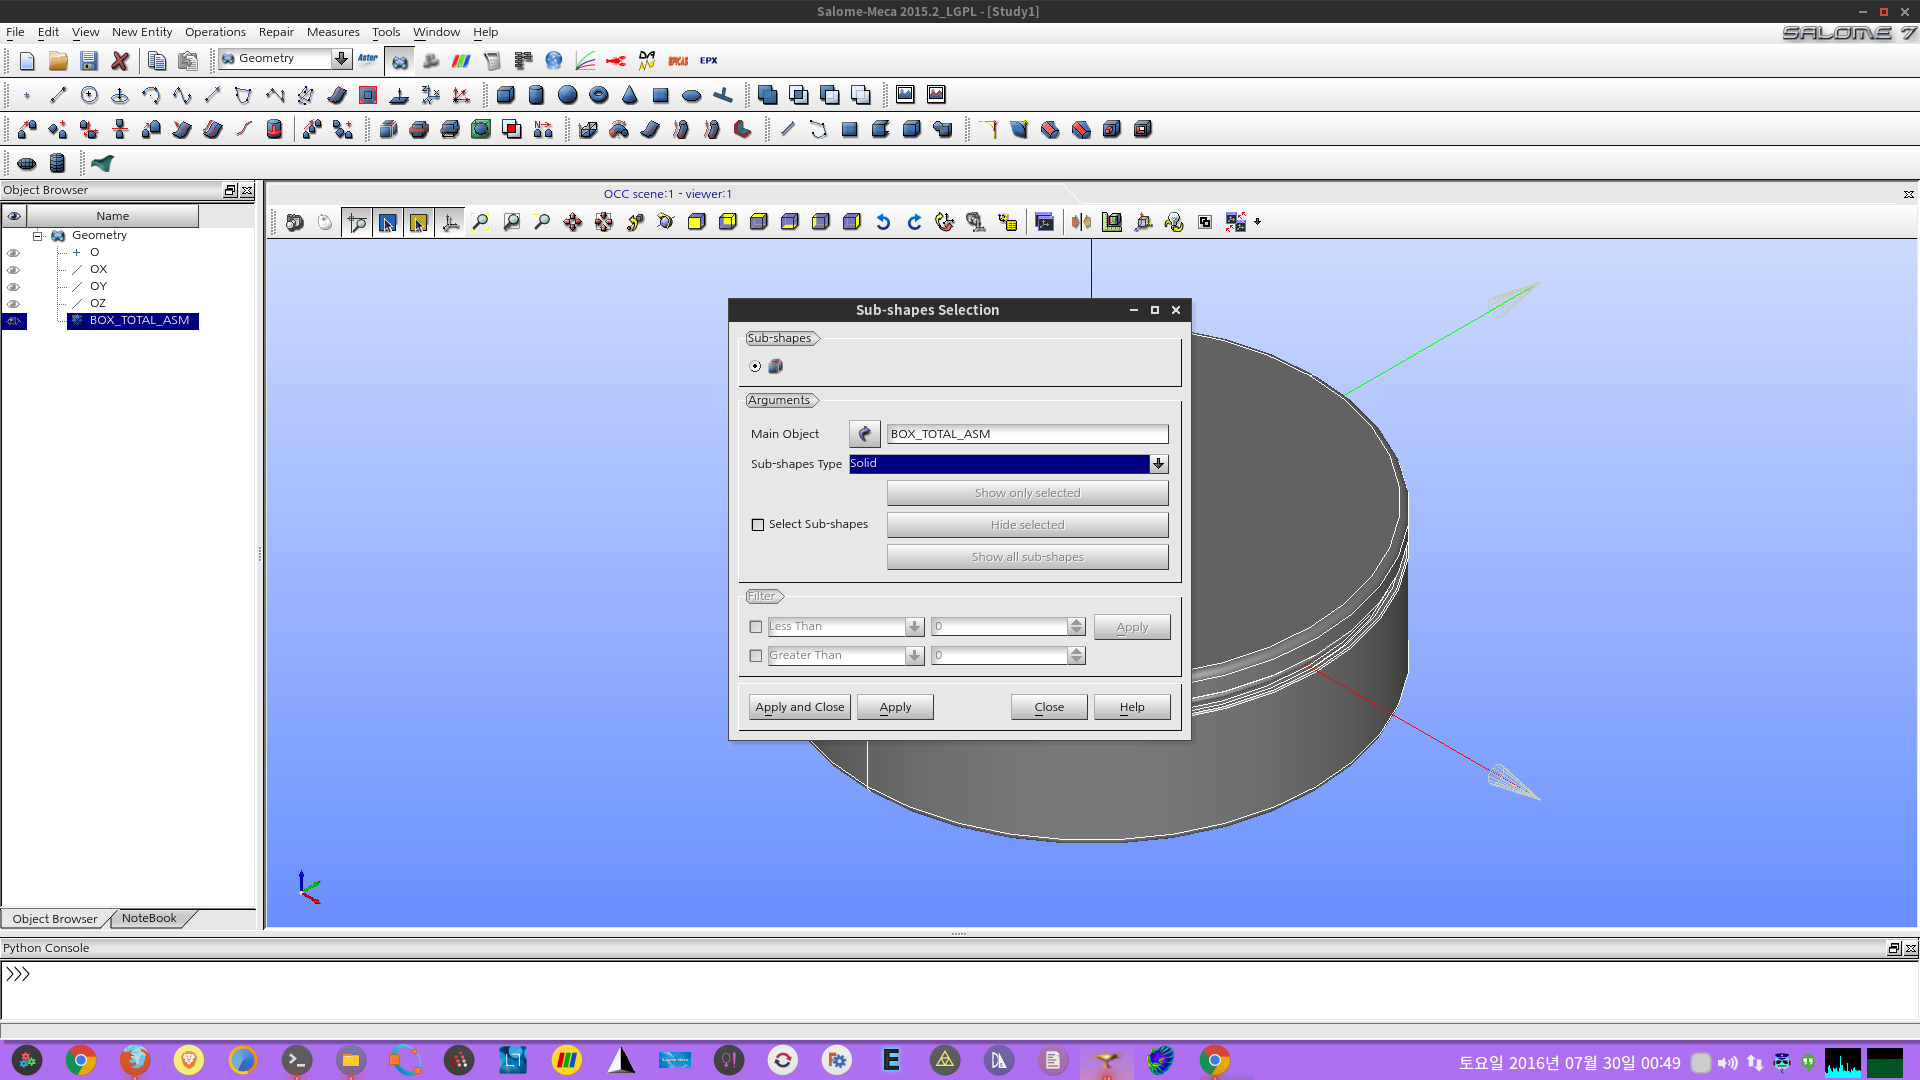 Salome-Meca 2015.2_LGPL - [Study1]
File Edit View New Entity Operations Repair Measures Tools Window Help
SALOME 7
Geometry
Aster
EFICAS
EPX
Object Browser
OCC scene:1 - viewer:1
Name
Geometry
O
OX
OY
OZ
BOX_TOTAL_ASM
Sub-shapes Selection
Sub-shapes
Arguments
Main Object BOX_TOTAL_ASM
Sub-shapes Type Solid
Show only selected
Select Sub-shapes Hide selected
Show all sub-shapes
Filter
Less Than 0 Apply
Greater Than 0
Apply and Close Apply Close Help
Object Browser NoteBook
Python Console
>>>
토요일 2016년 07월 30일 00:49